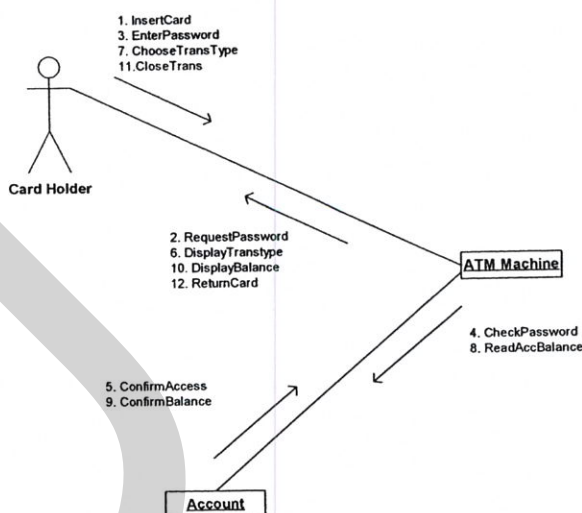 1. InsertCard
3. EnterPassword
7. ChooseTransType
11.CloseTrans
Card Holder
2. RequestPassword
6. DisplayTranstype
10. DisplayBalance
12. ReturnCard
ATM Machine
4. CheckPassword
8. ReadAccBalance
5. ConfirmAccess
9. ConfirmBalance
Account